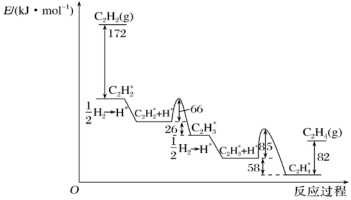 E/(kJ·mol⁻¹)
C₂H₂(g)
172
C₂H₂*
½H₂→H*
C₂H₂*+H*
66
26
C₂H₃*
½H₂→H*
C₂H₃*+H*
85
58
C₂H₄(g)
82
C₂H₄*
O
反应过程